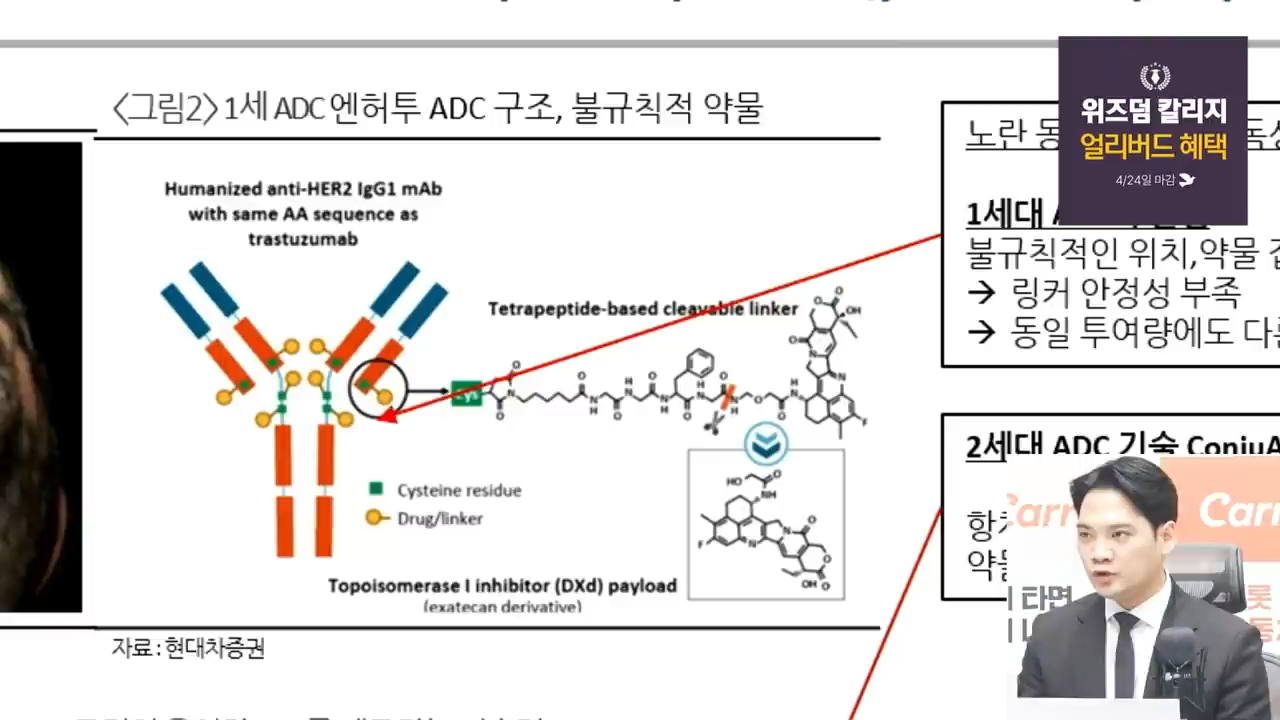 <그림2> 1세 ADC 엔허투 ADC 구조, 불규칙적 약물
Humanized anti-HER2 IgG1 mAb
with same AA sequence as
trastuzumab
Tetrapeptide-based cleavable linker
Cys
Cysteine residue
Drug/linker
Topoisomerase I inhibitor (DXd) payload
(exatecan derivative)
자료 : 현대차증권
위즈덤 칼리지
얼리버드 혜택
4/24일 마감
노란
1세대
불규칙적인 위치,약물
→ 링커 안정성 부족
→ 동일 투여량에도
2세대 ADC 기술 ConjuA
Carr
Carr
타면